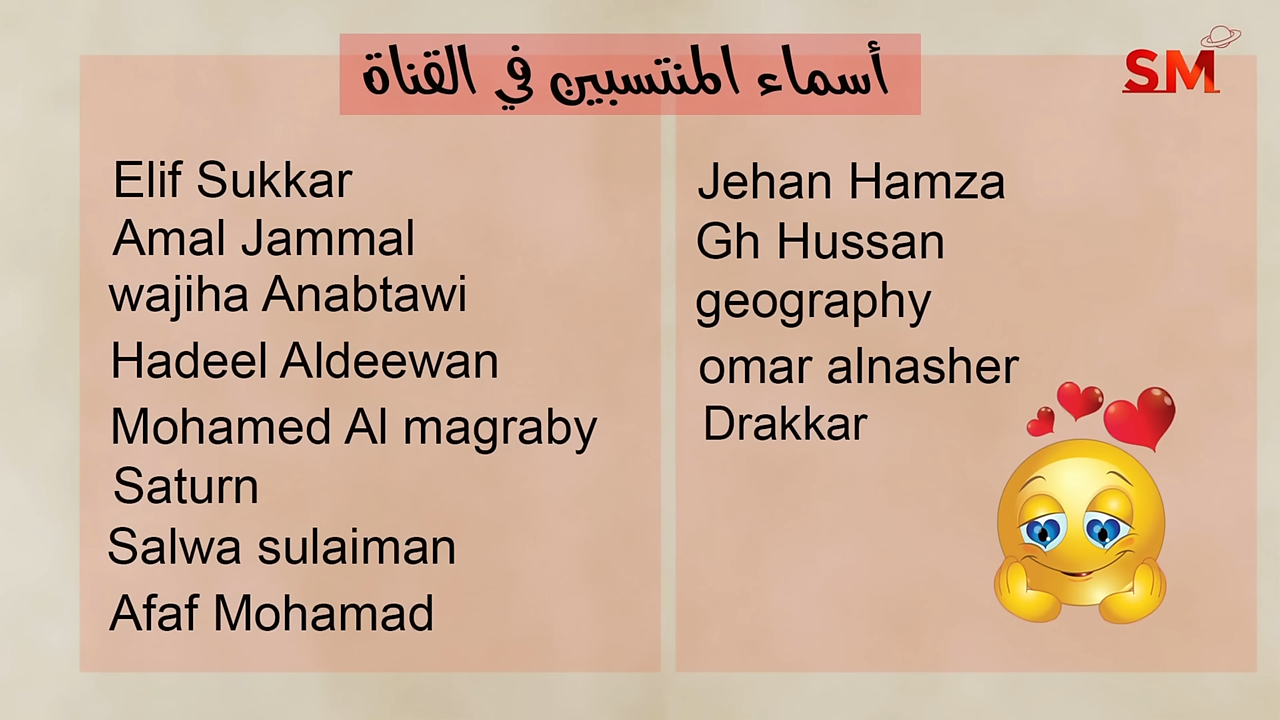 أسماء المنتسبين في القناة
SM
Elif Sukkar
Amal Jammal
wajiha Anabtawi
Hadeel Aldeewan
Mohamed Al magraby
Saturn
Salwa sulaiman
Afaf Mohamad
Jehan Hamza
Gh Hussan
geography
omar alnasher
Drakkar